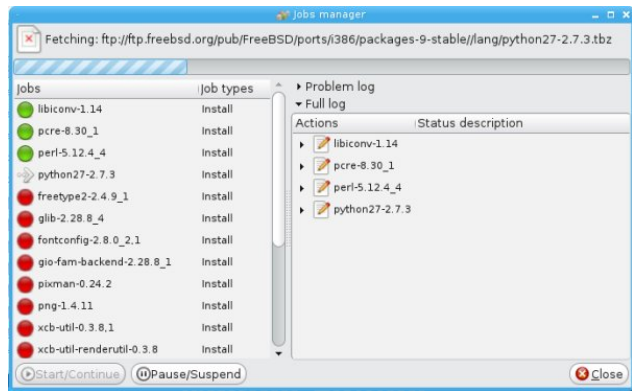 Jobs manager
Fetching: ftp://ftp.freebsd.org/pub/FreeBSD/ports/i386/packages-9-stable//lang/python27-2.7.3.tbz
Jobs Job types
libiconv-1.14 Install
pcre-8.30_1 Install
perl-5.12.4_4 Install
python27-2.7.3 Install
freetype2-2.4.9_1 Install
glib-2.28.8_4 Install
fontconfig-2.8.0_2,1 Install
gio-fam-backend-2.28.8_1 Install
pixman-0.24.2 Install
png-1.4.11 Install
xcb-util-0.3.8,1 Install
xcb-util-renderutil-0.3.8 Install
Problem log
Full log
Actions Status description
libiconv-1.14
pcre-8.30_1
perl-5.12.4_4
python27-2.7.3
Start/Continue Pause/Suspend Close